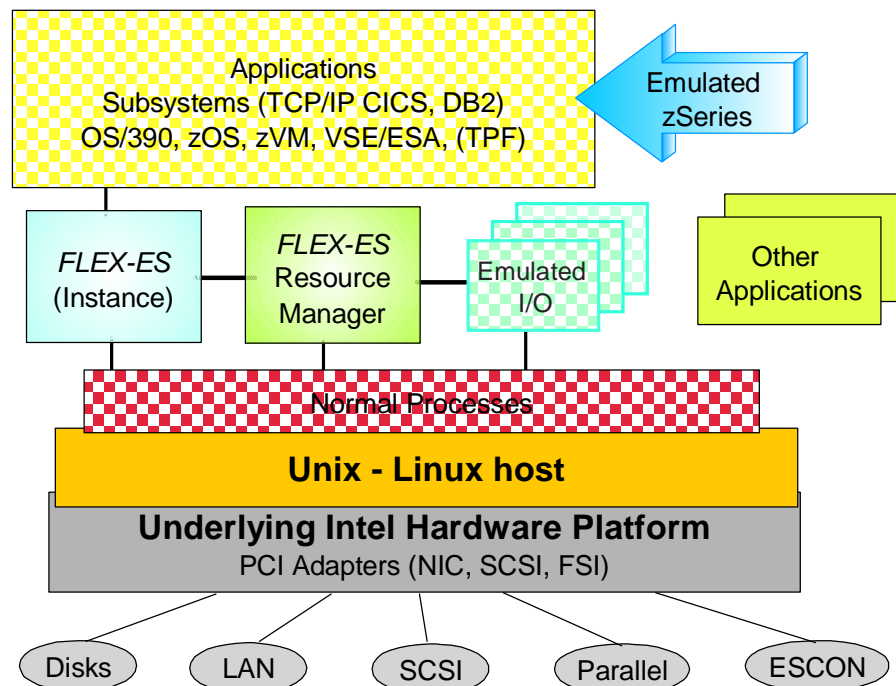 Applications
Subsystems (TCP/IP CICS, DB2)
OS/390, zOS, zVM, VSE/ESA, (TPF)
Emulated
zSeries
FLEX-ES
(Instance)
FLEX-ES
Resource
Manager
Emulated
I/O
Other
Applications
Normal Processes
Unix - Linux host
Underlying Intel Hardware Platform
PCI Adapters (NIC, SCSI, FSI)
Disks
LAN
SCSI
Parallel
ESCON